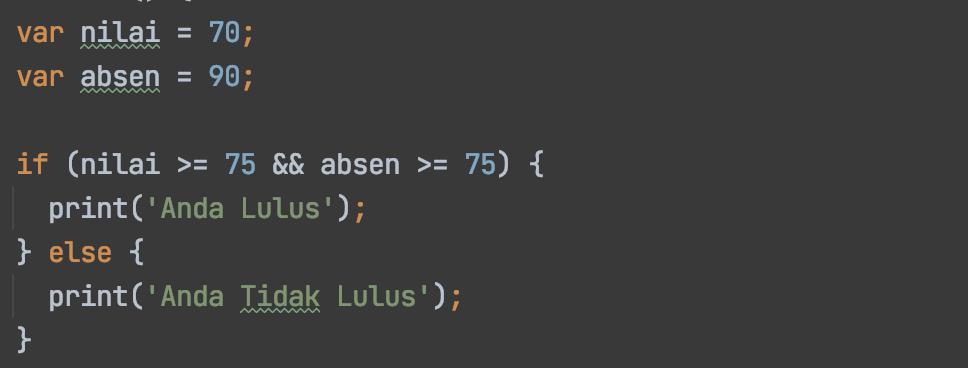 var nilai = 70;
var absen = 90;
if (nilai >= 75 && absen >= 75) {
print('Anda Lulus');
} else {
print('Anda Tidak Lulus');
}